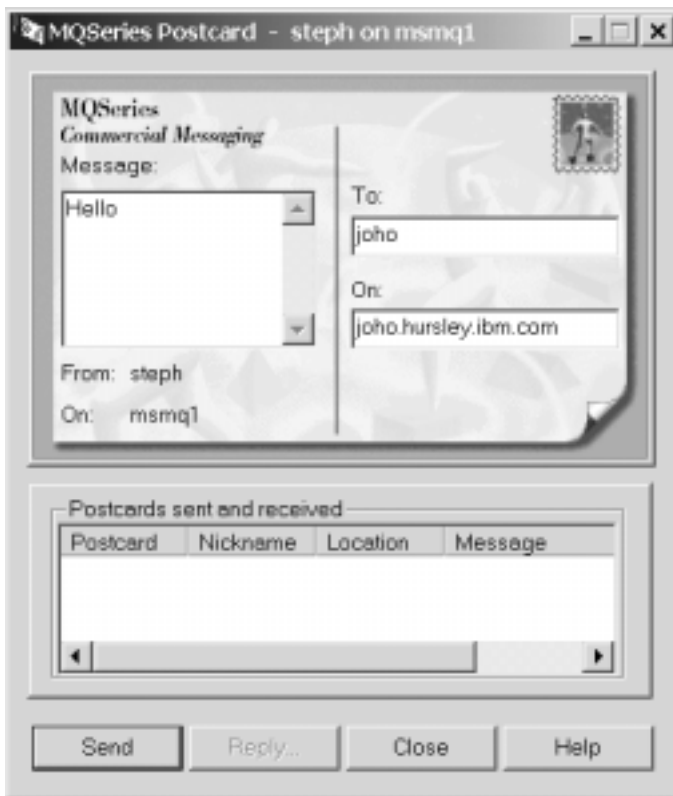 MQSeries Postcard - steph on msmq1
MQSeries
Commercial Messaging
Message:
Hello
From: steph
On: msmq1
To:
joho
On:
joho.hursley.ibm.com
Postcards sent and received
Postcard Nickname Location Message
Send Reply... Close Help